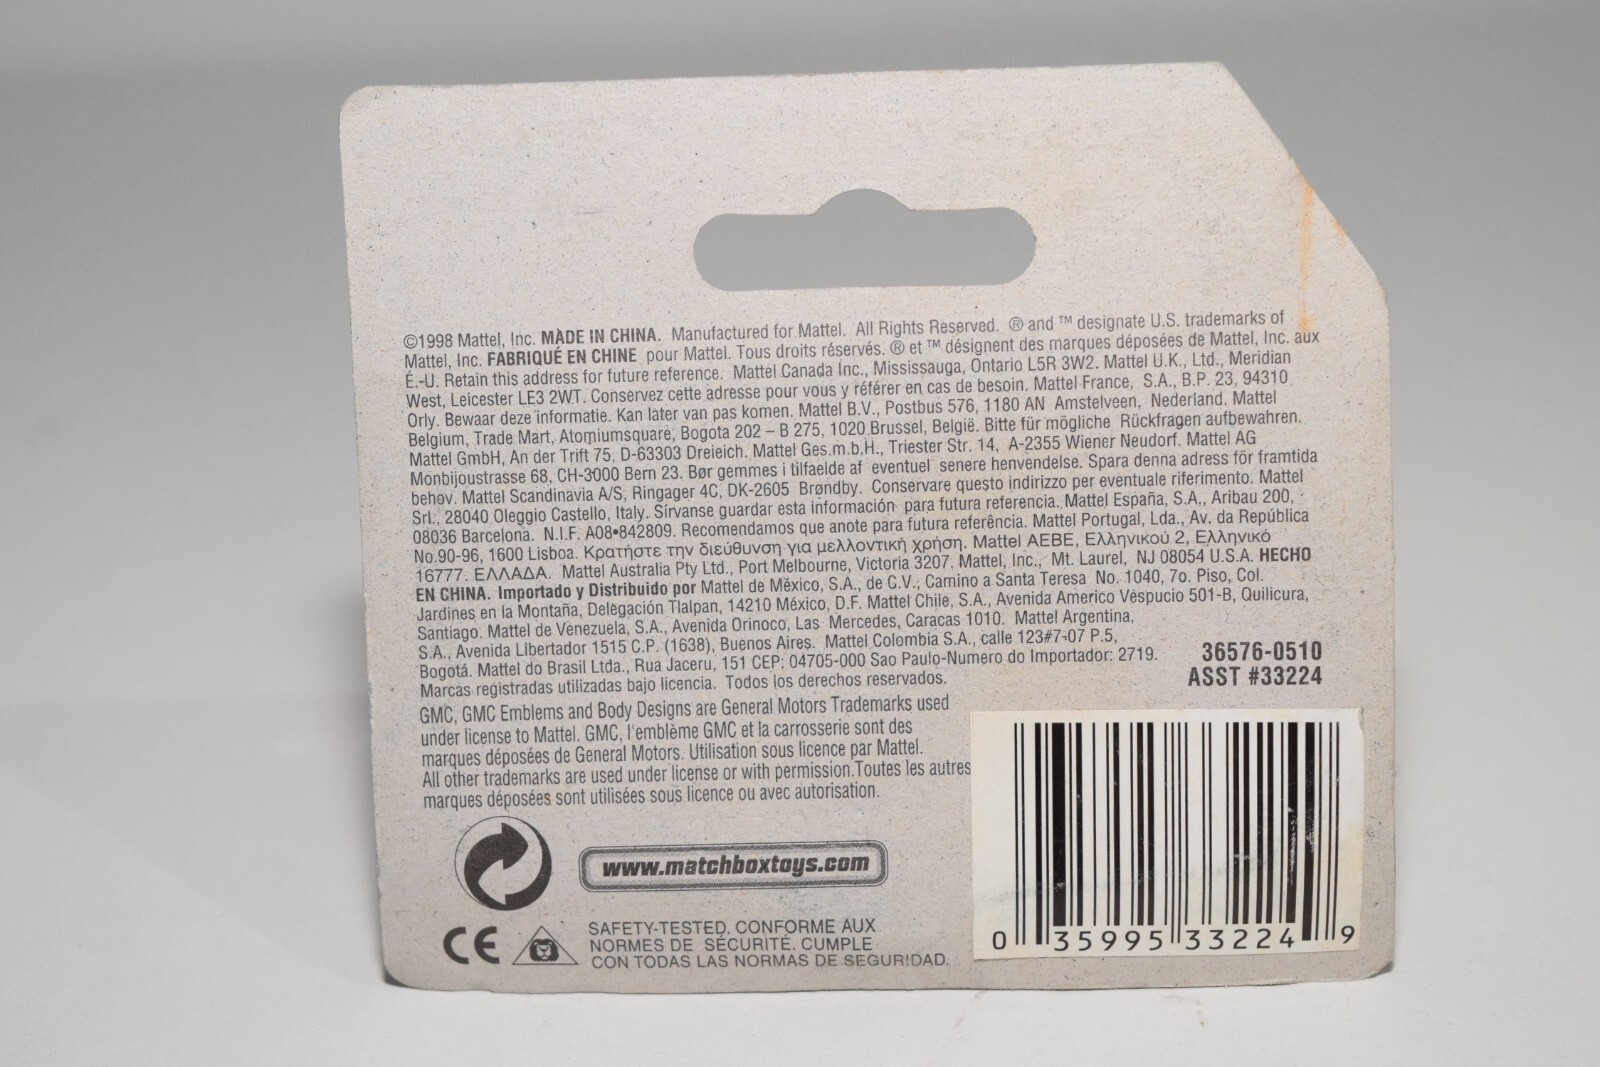 ©1998 Mattel, Inc. MADE IN CHINA. Manufactured for Mattel. All Rights Reserved. ® and ™ designate U.S. trademarks of
Mattel, Inc. FABRIQUÉ EN CHINE pour Mattel. Tous droits réservés. ® et ™ désignent des marques déposées de Mattel, Inc. aux
É.-U. Retain this address for future reference. Mattel Canada Inc., Mississauga, Ontario L5R 3W2. Mattel U.K., Ltd., Meridian
West, Leicester LE3 2WT. Conservez cette adresse pour vous y référer en cas de besoin. Mattel France, S.A., B.P. 23, 94310
Orly. Bewaar deze informatie. Kan later van pas komen. Mattel B.V., Postbus 576, 1180 AN Amstelveen, Nederland. Mattel
Belgium, Trade Mart, Atomiumsquare, Bogota 202 – B 275, 1020 Brussel, België. Bitte für mögliche Rückfragen aufbewahren.
Mattel GmbH, An der Trift 75, D-63303 Dreieich. Mattel Ges.m.b.H., Triester Str. 14, A-2355 Wiener Neudorf. Mattel AG
Monbijoustrasse 68, CH-3000 Bern 23. Bør gemmes i tilfaelde af eventuel senere henvendelse. Spara denna adress för framtida
behov. Mattel Scandinavia A/S, Ringager 4C, DK-2605 Brøndby. Conservare questo indirizzo per eventuale riferimento. Mattel
Srl., 28040 Oleggio Castello, Italy. Sírvanse guardar esta información para futura referencia. Mattel España, S.A., Aribau 200,
08036 Barcelona. N.I.F. A08•842809. Recomendamos que anote para futura referência. Mattel Portugal, Lda., Av. da República
No.90-96, 1600 Lisboa. Κρατήστε την διεύθυνση για μελλοντική χρήση. Mattel AEBE, Ελληνικού 2, Ελληνικό
16777. ΕΛΛΑΔΑ. Mattel Australia Pty Ltd., Port Melbourne, Victoria 3207. Mattel, Inc., Mt. Laurel, NJ 08054 U.S.A. HECHO
EN CHINA. Importado y Distribuido por Mattel de México, S.A., de C.V., Camino a Santa Teresa No. 1040, 7o. Piso, Col.
Jardines en la Montaña, Delegación Tlalpan, 14210 México, D.F. Mattel Chile, S.A., Avenida Americo Véspucio 501-B, Quilicura,
Santiago. Mattel de Venezuela, S.A., Avenida Orinoco, Las Mercedes, Caracas 1010. Mattel Argentina,
S.A., Avenida Libertador 1515 C.P. (1638), Buenos Aires. Mattel Colombia S.A., calle 123#7-07 P.5,
Bogotá. Mattel do Brasil Ltda., Rua Jaceru, 151 CEP: 04705-000 Sao Paulo-Numero do Importador: 2719.
Marcas registradas utilizadas bajo licencia. Todos los derechos reservados.
36576-0510
ASST #33224
GMC, GMC Emblems and Body Designs are General Motors Trademarks used
under license to Mattel. GMC, l'emblème GMC et la carrosserie sont des
marques déposées de General Motors. Utilisation sous licence par Mattel.
All other trademarks are used under license or with permission.Toutes les autres
marques déposées sont utilisées sous licence ou avec autorisation.
www.matchboxtoys.com
CE
SAFETY-TESTED. CONFORME AUX
NORMES DE SÉCURITÉ. CUMPLE
CON TODAS LAS NORMAS DE SEGURIDAD.
0 35995 33224 9